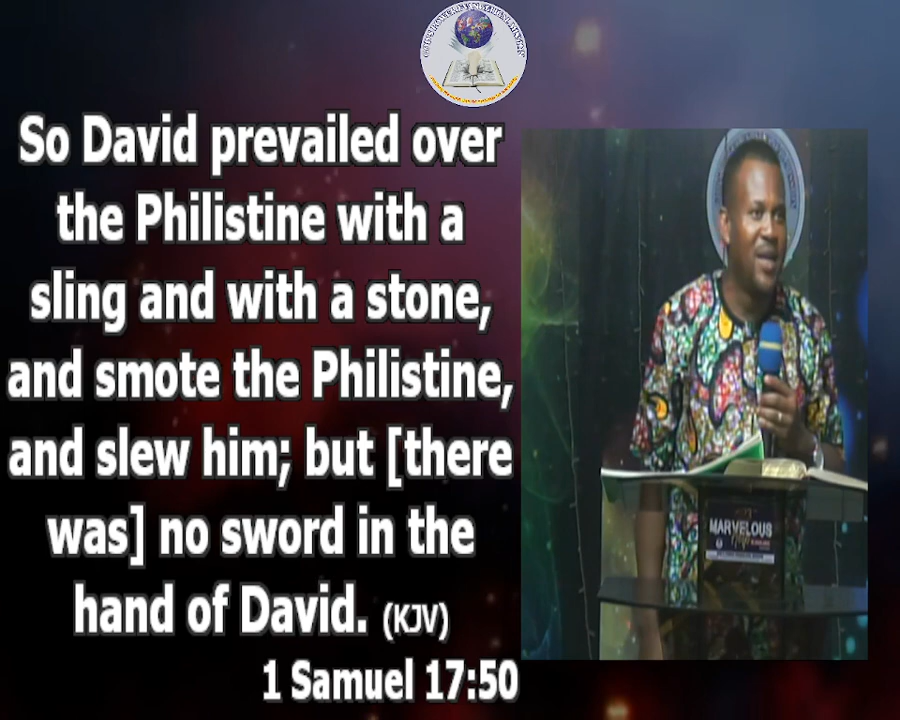 So David prevailed over
the Philistine with a
sling and with a stone,
and smote the Philistine,
and slew him; but [there
was] no sword in the
hand of David. (KJV)
1 Samuel 17:50
MARVELOUS